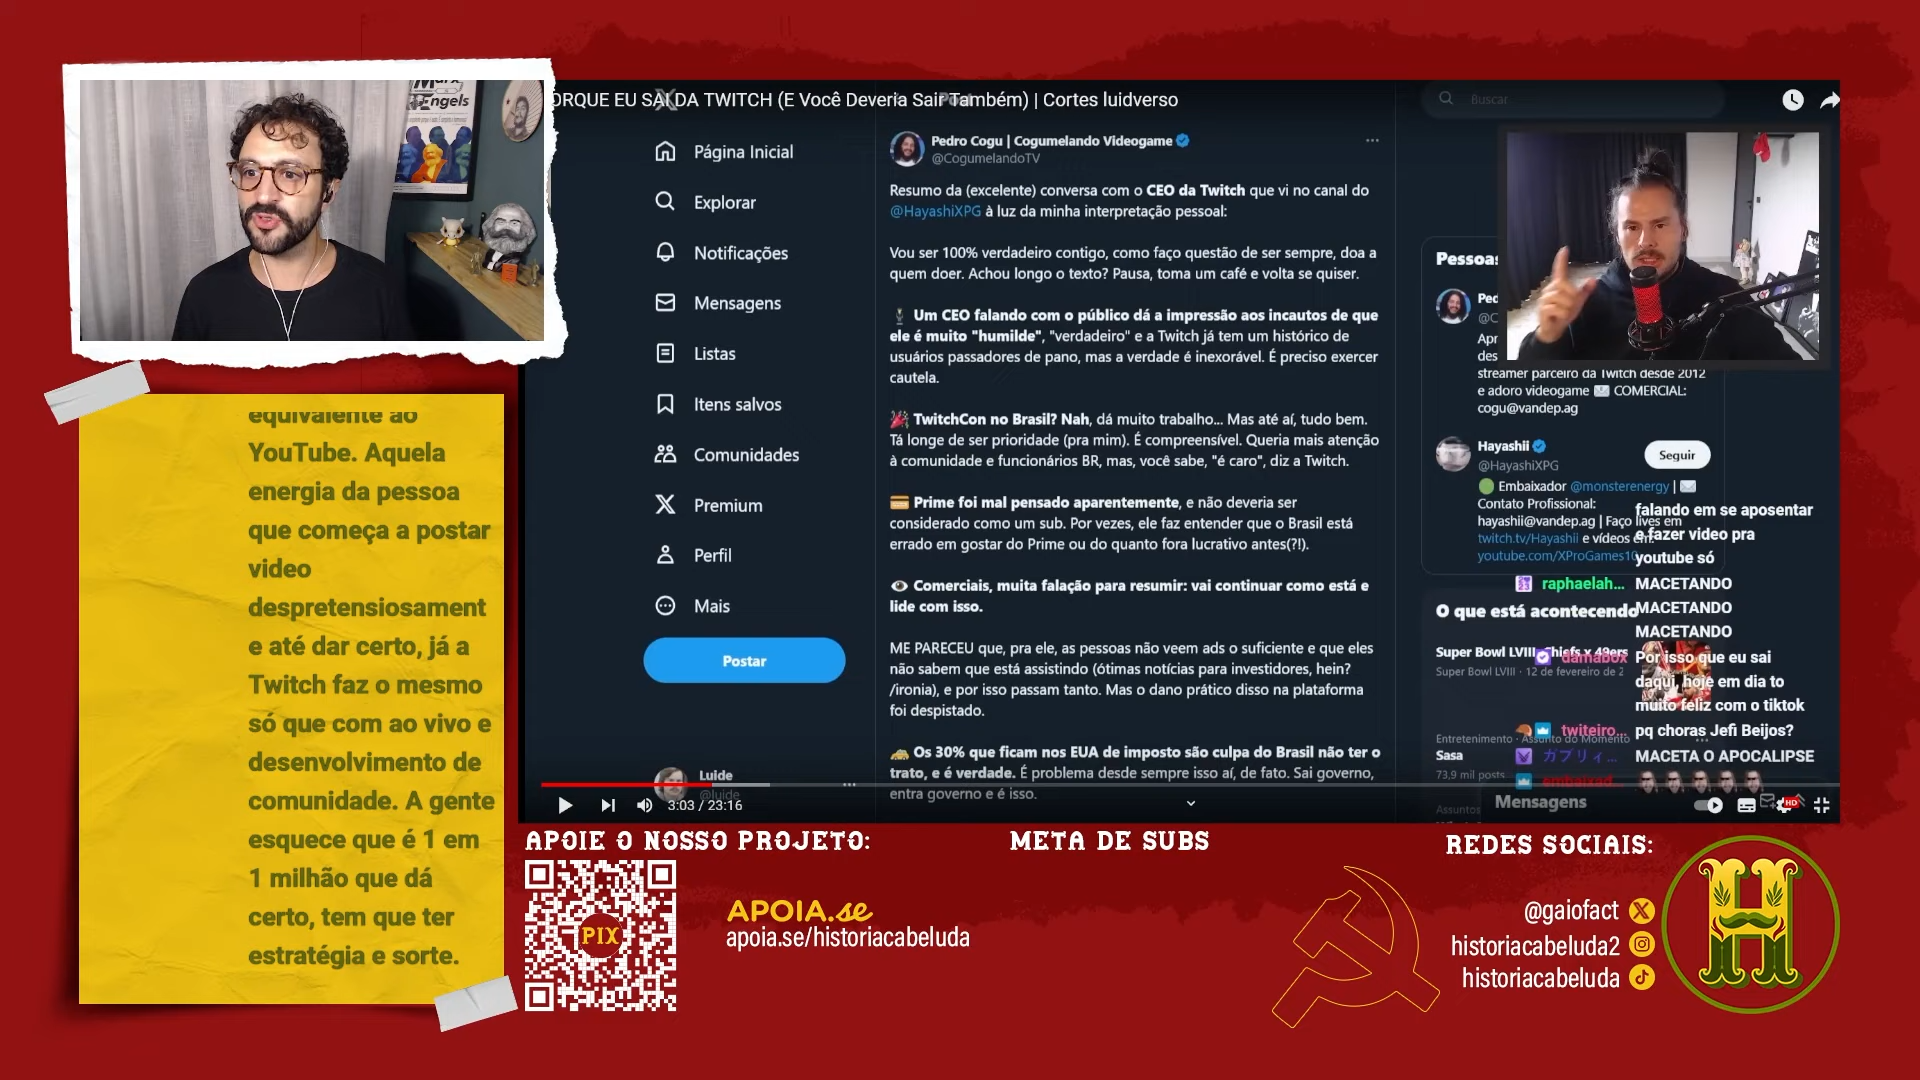 Marx
Engels
ORQUE EU SAÍ DA TWITCH (E Você Deveria Sair Também) | Cortes luidverso
Post
Buscar
Página Inicial
Explorar
Notificações
Mensagens
Listas
Itens salvos
Comunidades
Premium
Perfil
Mais
Postar
Luide
@luide
Pedro Cogu | Cogumelando Videogame
@CogumelandoTV
Resumo da (excelente) conversa com o CEO da Twitch que vi no canal do
@HayashiXPG à luz da minha interpretação pessoal:
Vou ser 100% verdadeiro contigo, como faço questão de ser sempre, doa a
quem doer. Achou longo o texto? Pausa, toma um café e volta se quiser.
Um CEO falando com o público dá a impressão aos incautos de que
ele é muito "humilde", "verdadeiro" e a Twitch já tem um histórico de
usuários passadores de pano, mas a verdade é inexorável. É preciso exercer
cautela.
TwitchCon no Brasil? Nah, dá muito trabalho... Mas até aí, tudo bem.
Tá longe de ser prioridade (pra mim). É compreensível. Queria mais atenção
à comunidade e funcionários BR, mas, você sabe, "é caro", diz a Twitch.
Prime foi mal pensado aparentemente, e não deveria ser
considerado como um sub. Por vezes, ele faz entender que o Brasil está
errado em gostar do Prime ou do quanto fora lucrativo antes(?!).
Comerciais, muita falação para resumir: vai continuar como está e
lide com isso.
ME PARECEU que, pra ele, as pessoas não veem ads o suficiente e que eles
não sabem que está assistindo (ótimas notícias para investidores, hein?
/ironia), e por isso passam tanto. Mas o dano prático disso na plataforma
foi despistado.
Os 30% que ficam nos EUA de imposto são culpa do Brasil não ter o
trato, e é verdade. É problema desde sempre isso aí, de fato. Sai governo,
entra governo e é isso.
Pessoas
Ped
@C
Apr
des
streamer parceiro da Twitch desde 2012
e adoro videogame COMERCIAL:
cogu@vandep.ag
Hayashii
@HayashiXPG
Seguir
Embaixador @monsterenergy |
Contato Profissional:
hayashii@vandep.ag | Faço lives em
twitch.tv/Hayashii e vídeos em:
youtube.com/XProGames10
O que está acontecendo
Super Bowl LVIII: Chiefs x 49ers
Super Bowl LVIII · 12 de fevereiro de 2
Entretenimento · Assunto do Momento
Sasa
73,9 mil posts
Assuntos
Mensagens
falando em se aposentar
e fazer video pra
youtube só
raphaelah... MACETANDO
MACETANDO
MACETANDO
damabox Por isso que eu sai
daqui, hoje em dia to
muito feliz com o tiktok
twiteiro... pq choras Jefi Beijos?
ガブリィ... MACETA O APOCALIPSE
embaixad
3:03 / 23:16
HD
equivalente ao
YouTube. Aquela
energia da pessoa
que começa a postar
video
despretensiosament
e até dar certo, já a
Twitch faz o mesmo
só que com ao vivo e
desenvolvimento de
comunidade. A gente
esquece que é 1 em
1 milhão que dá
certo, tem que ter
estratégia e sorte.
APOIE O NOSSO PROJETO:
PIX
APOIA.se
apoia.se/historiacabeluda
META DE SUBS
REDES SOCIAIS:
@gaiofact
historiacabeluda2
historiacabeluda
H